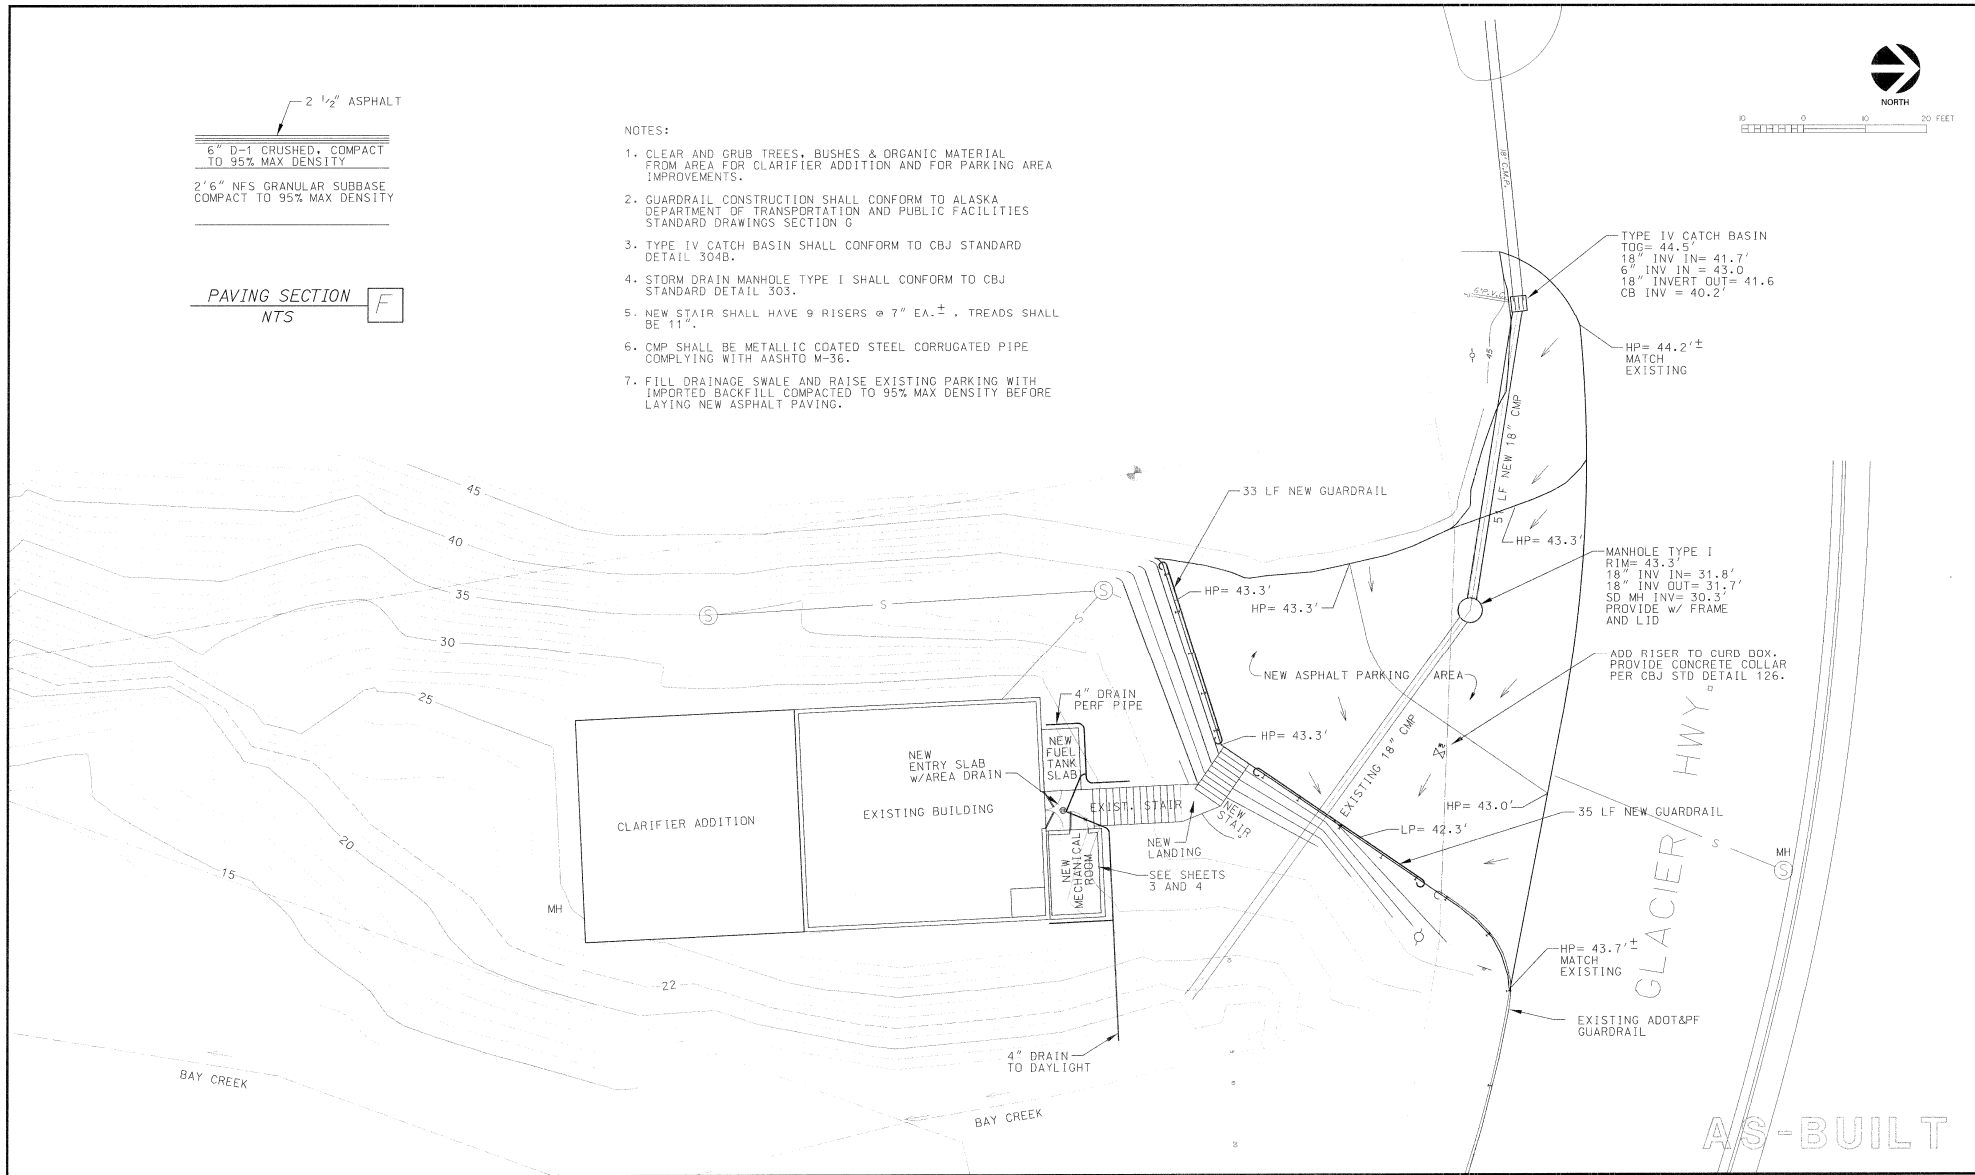 2 1/2" ASPHALT
6" D-1 CRUSHED, COMPACT
TO 95% MAX DENSITY
2'6" NFS GRANULAR SUBBASE
COMPACT TO 95% MAX DENSITY
PAVING SECTION F
NTS
NOTES:
1. CLEAR AND GRUB TREES, BUSHES & ORGANIC MATERIAL
FROM AREA FOR CLARIFIER ADDITION AND FOR PARKING AREA
IMPROVEMENTS.
2. GUARDRAIL CONSTRUCTION SHALL CONFORM TO ALASKA
DEPARTMENT OF TRANSPORTATION AND PUBLIC FACILITIES
STANDARD DRAWINGS SECTION G
3. TYPE IV CATCH BASIN SHALL CONFORM TO CBJ STANDARD
DETAIL 304B.
4. STORM DRAIN MANHOLE TYPE I SHALL CONFORM TO CBJ
STANDARD DETAIL 303.
5. NEW STAIR SHALL HAVE 9 RISERS @ 7" EA.± . TREADS SHALL
BE 11".
6. CMP SHALL BE METALLIC COATED STEEL CORRUGATED PIPE
COMPLYING WITH AASHTO M-36.
7. FILL DRAINAGE SWALE AND RAISE EXISTING PARKING WITH
IMPORTED BACKFILL COMPACTED TO 95% MAX DENSITY BEFORE
LAYING NEW ASPHALT PAVING.
NORTH
10 0 10 20 FEET
18" C.M.P.
TYPE IV CATCH BASIN
TOG= 44.5'
18" INV IN= 41.7'
6" INV IN = 43.0
18" INVERT OUT= 41.6
CB INV = 40.2'
6"P.V.C.
45
HP= 44.2'±
MATCH
EXISTING
51 LF NEW 18" CMP
33 LF NEW GUARDRAIL
HP= 43.3'
MANHOLE TYPE I
RIM= 43.3'
18" INV IN= 31.8'
18" INV OUT= 31.7'
SD MH INV= 30.3'
PROVIDE w/ FRAME
AND LID
HP= 43.3'
HP= 43.3'
ADD RISER TO CURB BOX.
PROVIDE CONCRETE COLLAR
PER CBJ STD DETAIL 126.
NEW ASPHALT PARKING AREA
HP= 43.3'
EXISTING 18" CMP
HP= 43.0'
LP= 42.3'
35 LF NEW GUARDRAIL
GLACIER HWY.
MH
S
S
HP= 43.7'±
MATCH
EXISTING
EXISTING ADOT&PF
GUARDRAIL
45
40
35
30
25
20
15
22
S
S
S
S
4" DRAIN
PERF PIPE
NEW
FUEL
TANK
SLAB
NEW
ENTRY SLAB
W/AREA DRAIN
EXISTING BUILDING
CLARIFIER ADDITION
EXIST. STAIR
NEW
STAIR
NEW
LANDING
NEW
MECHANICAL
ROOM
SEE SHEETS
3 AND 4
MH
4" DRAIN
TO DAYLIGHT
BAY CREEK
BAY CREEK
AS-BUILT